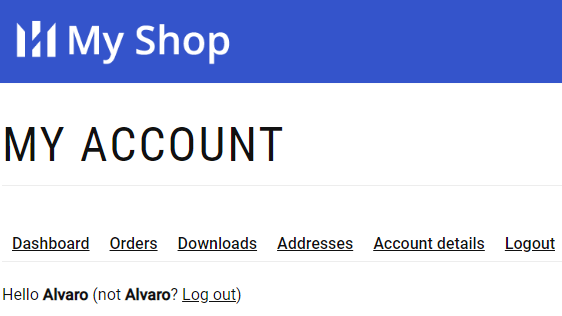 My Shop
MY ACCOUNT
Dashboard Orders Downloads Addresses Account details Logout
Hello Alvaro (not Alvaro? Log out)